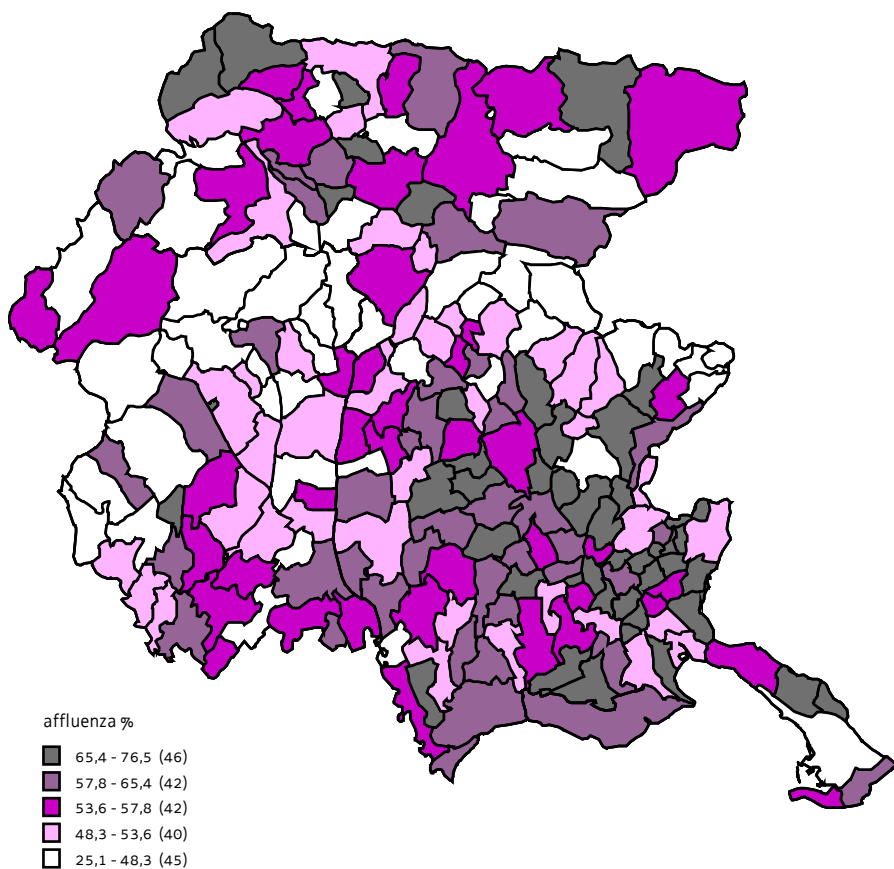 affluenza %
65,4 - 76,5 (46)
57,8 - 65,4 (42)
53,6 - 57,8 (42)
48,3 - 53,6 (40)
25,1 - 48,3 (45)